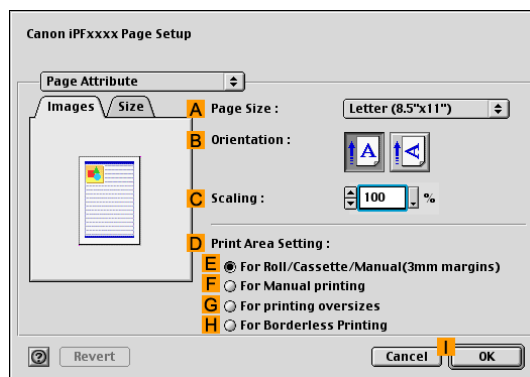 Canon iPFxxxx Page Setup
Page Attribute
Images Size
A Page Size : Letter (8.5"x11")
B Orientation :
A A
C Scaling : 100 %
D Print Area Setting :
E For Roll/Cassette/Manual(3mm margins)
F For Manual printing
G For printing oversizes
H For Borderless Printing
? Revert Cancel I OK